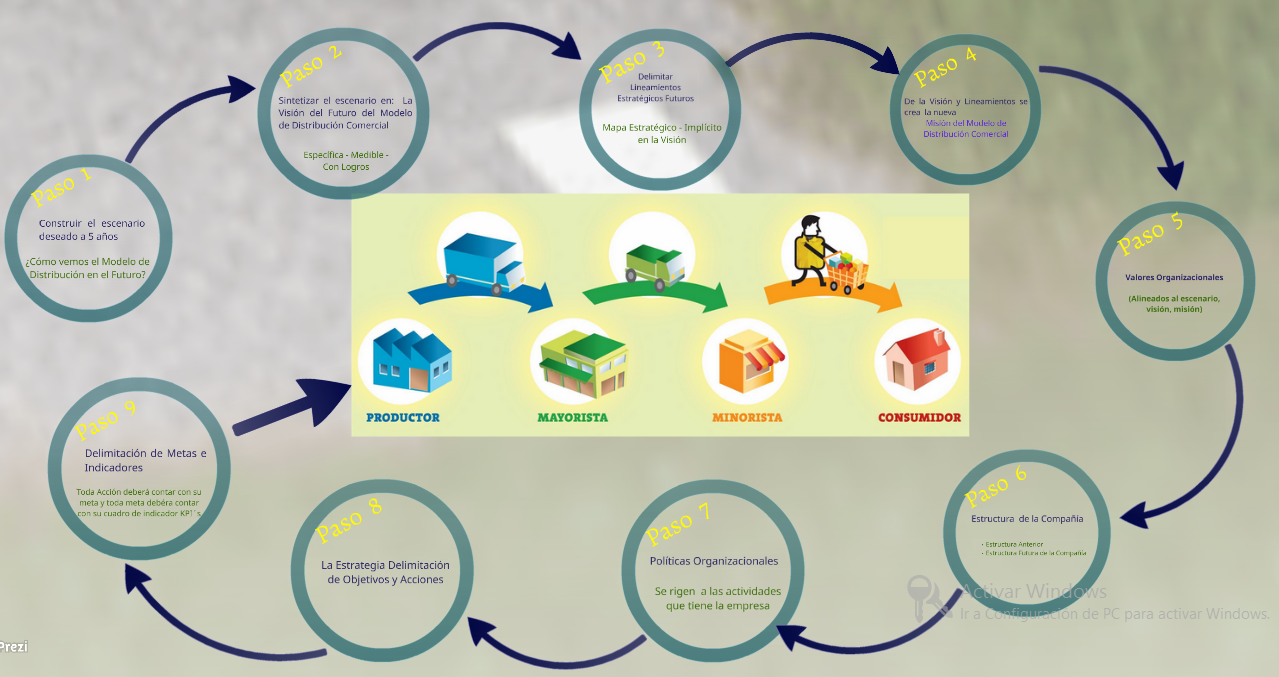 Paso 1
Construir el escenario
deseado a 5 años
¿Cómo vemos el Modelo de
Distribución en el Futuro?
Paso 2
Sintetizar el escenario en: La
Visión del Futuro del Modelo
de Distribución Comercial
Específica - Medible -
Con Logros
Paso 3
Delimitar
Lineamientos
Estratégicos Futuros
Mapa Estratégico - Implícito
en la Visión
Paso 4
De la Visión y Lineamientos se
crea la nueva
Misión del Modelo de
Distribución Comercial
Paso 5
Valores Organizacionales
(Alineados al escenario,
visión, misión)
Paso 6
Estructura de la Compañía
- Estructura Anterior
- Estructura Futura de la Compañía
Paso 7
Políticas Organizacionales
Se rigen a las actividades
que tiene la empresa
Paso 8
La Estrategia Delimitación
de Objetivos y Acciones
Paso 9
Delimitación de Metas e
Indicadores
Toda Acción deberá contar con su
meta y toda meta debéra contar
con su cuadro de indicador KPI´s
PRODUCTOR
MAYORISTA
MINORISTA
CONSUMIDOR
Activar Windows
Ir a Configuración de PC para activar Windows.
Prezi